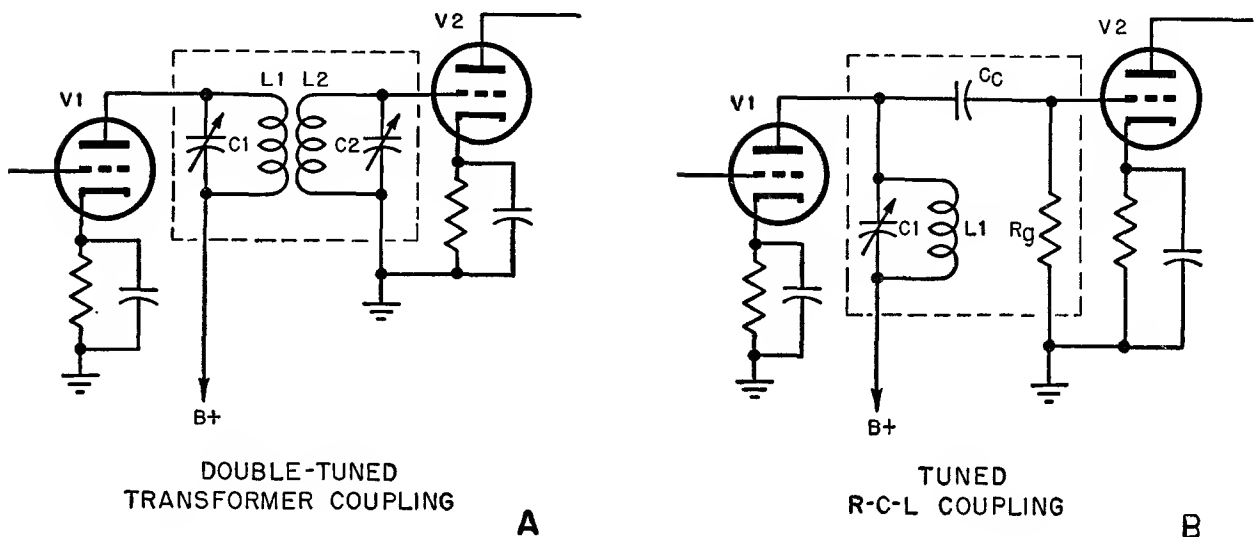 V1
L1 L2
V2
C1
C2
B+
DOUBLE-TUNED
TRANSFORMER COUPLING
A
V1
Cc
V2
C1
L1
Rg
B+
TUNED
R-C-L COUPLING
B